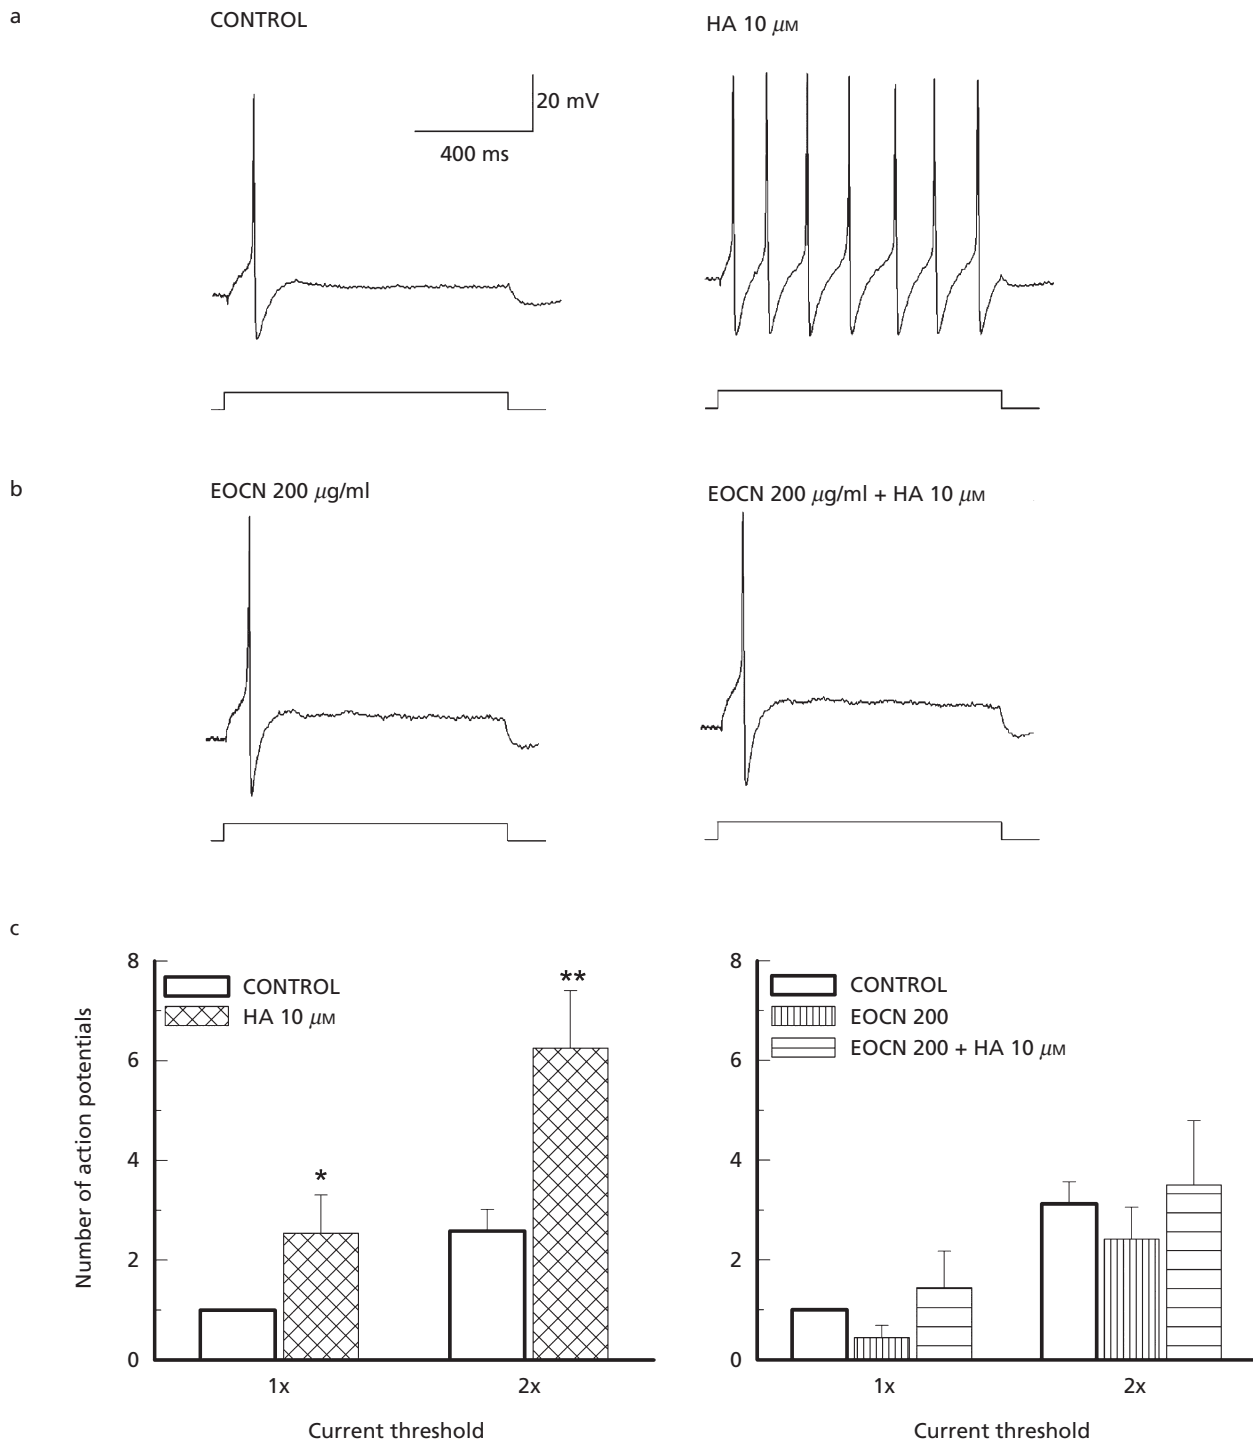 a
CONTROL
HA 10 μM
20 mV
400 ms
b
EOCN 200 μg/ml
EOCN 200 μg/ml + HA 10 μM
c
Number of action potentials
8
6
4
2
0
CONTROL
HA 10 μM
*
**
1x
2x
Current threshold
8
6
4
2
0
CONTROL
EOCN 200
EOCN 200 + HA 10 μM
1x
2x
Current threshold